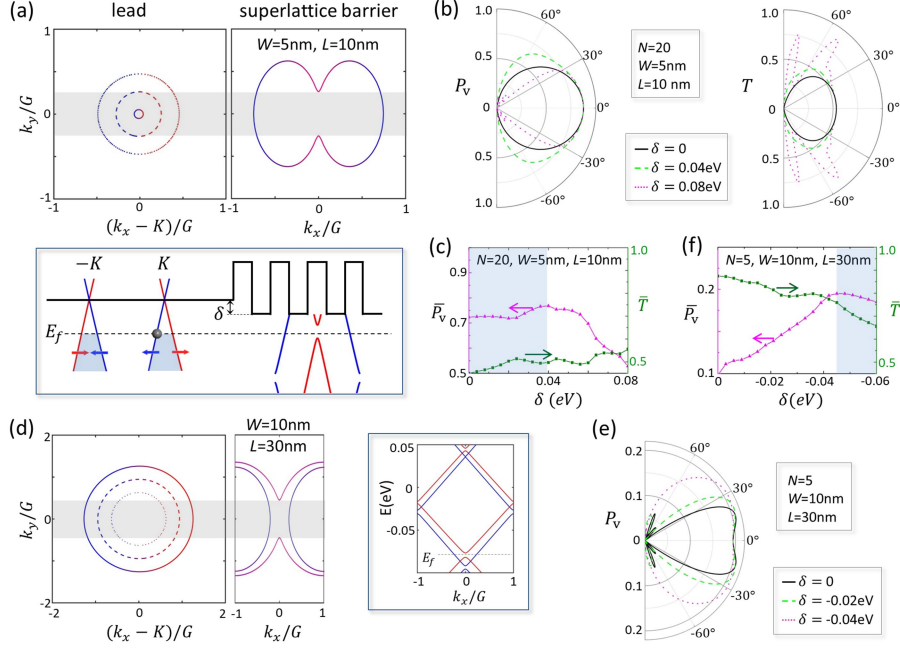 (a)
lead
superlattice barrier
W=5nm, L=10nm
k_y/G
1
0
-1
-1
0
1
-1
0
1
(k_x − K)/G
k_x/G
(b)
P_v
1.0
0.5
0
0.5
1.0
60°
30°
0°
-30°
-60°
N=20
W=5nm
L=10 nm
δ = 0
δ = 0.04eV
δ = 0.08eV
T
1.0
0.5
0
0.5
1.0
60°
30°
0°
-30°
-60°
−K
K
δ
E_f
(c)
N=20, W=5nm, L=10nm
P̅_v
0.9
0.7
0.5
T̅
1
0.5
0.1
0
0.04
0.08
δ (eV)
(f)
N=5, W=10nm, L=30nm
P̅_v
0.2
0.1
T̅
1
0.5
0.1
0
-0.02
-0.04
-0.06
δ(eV)
(d)
W=10nm
L=30nm
k_y/G
2
0
-2
-2
0
2
-1
0
1
(k_x − K)/G
k_x/G
E(eV)
0.05
0
-0.05
E_f
-1
0
1
k_x/G
(e)
P_v
0.2
0.1
0
0.1
0.2
60°
30°
0°
-30°
-60°
N=5
W=10nm
L=30nm
δ = 0
δ = -0.02eV
δ = -0.04eV